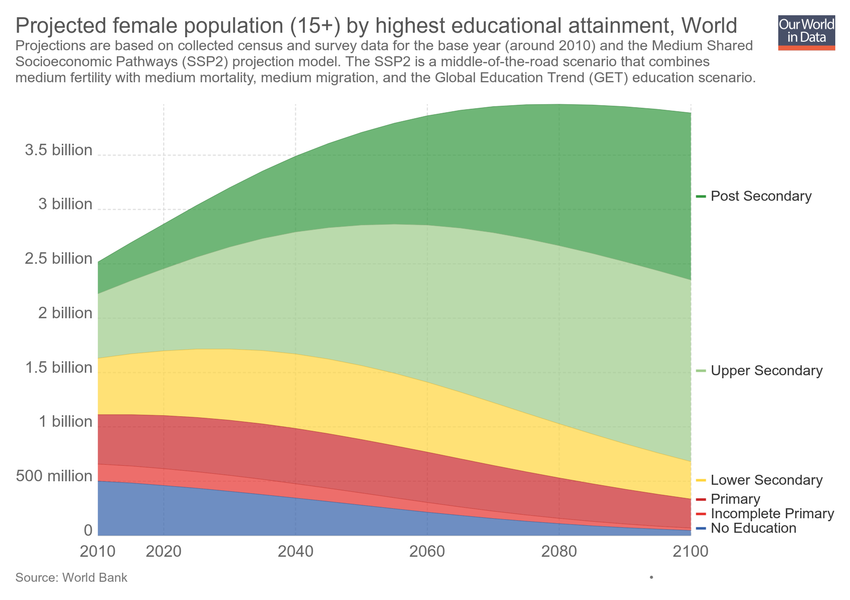 Projected female population (15+) by highest educational attainment, World
Our World
in Data
Projections are based on collected census and survey data for the base year (around 2010) and the Medium Shared
Socioeconomic Pathways (SSP2) projection model. The SSP2 is a middle-of-the-road scenario that combines
medium fertility with medium mortality, medium migration, and the Global Education Trend (GET) education scenario.
3.5 billion
3 billion
2.5 billion
2 billion
1.5 billion
1 billion
500 million
0
Post Secondary
Upper Secondary
Lower Secondary
Primary
Incomplete Primary
No Education
2010 2020 2040 2060 2080 2100
Source: World Bank